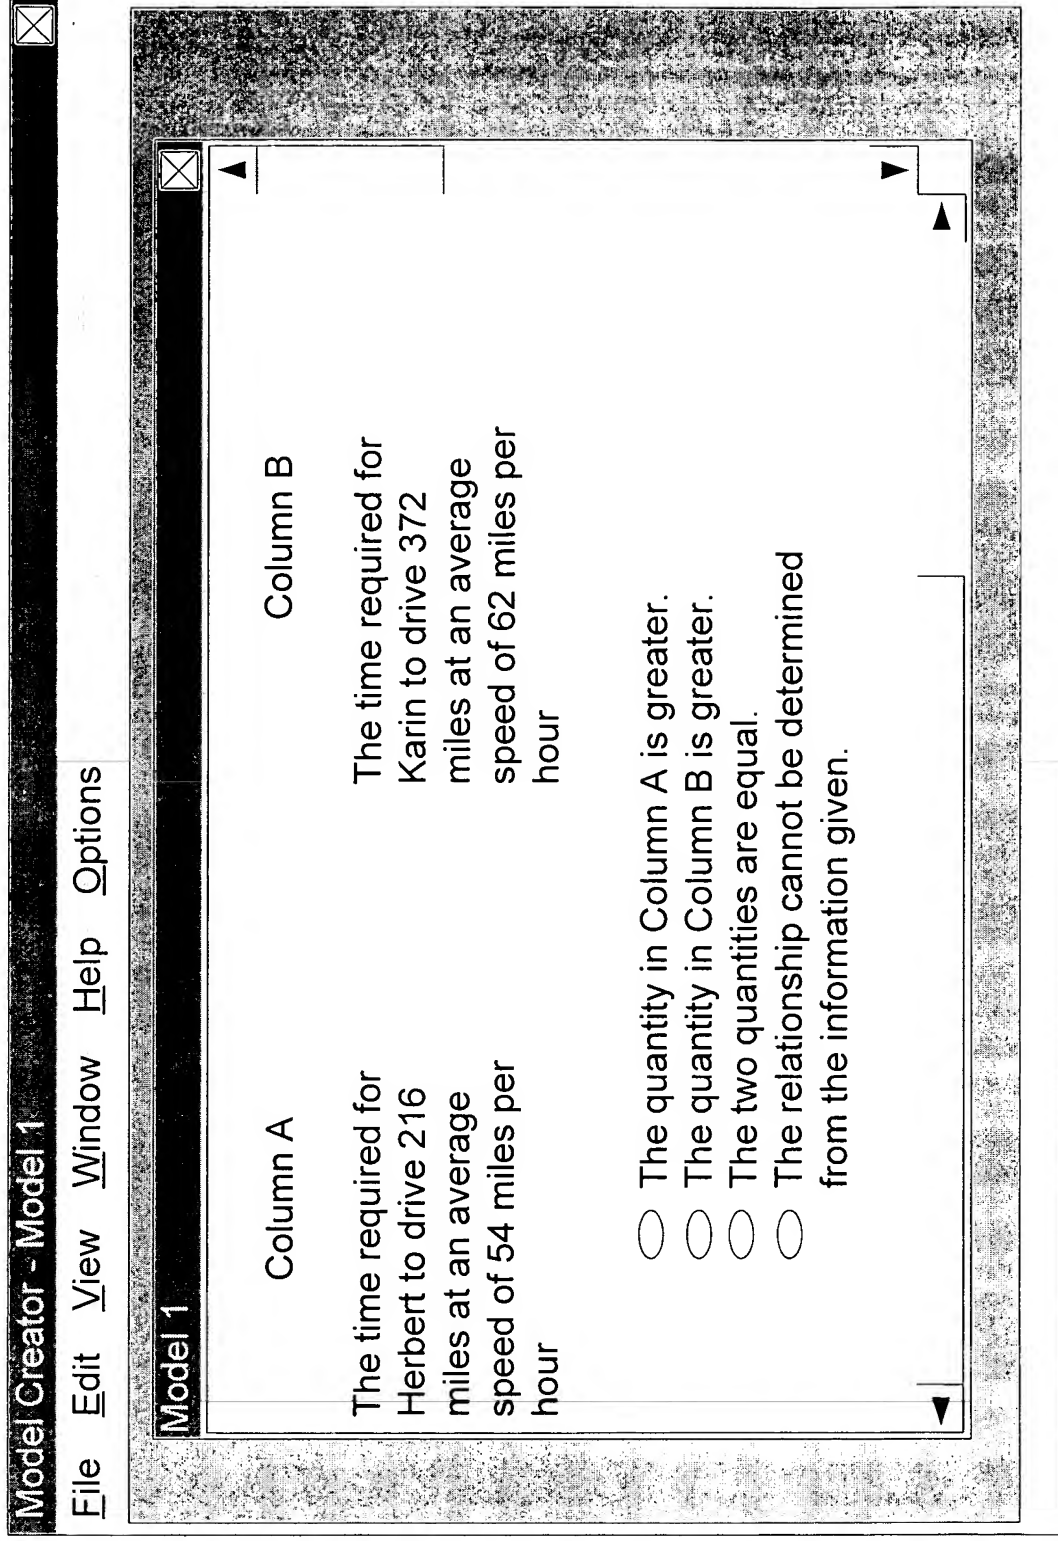 Model Creator - Model 1
File Edit View Window Help Options
Model 1
Column A
The time required for
Herbert to drive 216
miles at an average
speed of 54 miles per
hour
Column B
The time required for
Karin to drive 372
miles at an average
speed of 62 miles per
hour
The quantity in Column A is greater.
The quantity in Column B is greater.
The two quantities are equal.
The relationship cannot be determined
from the information given.